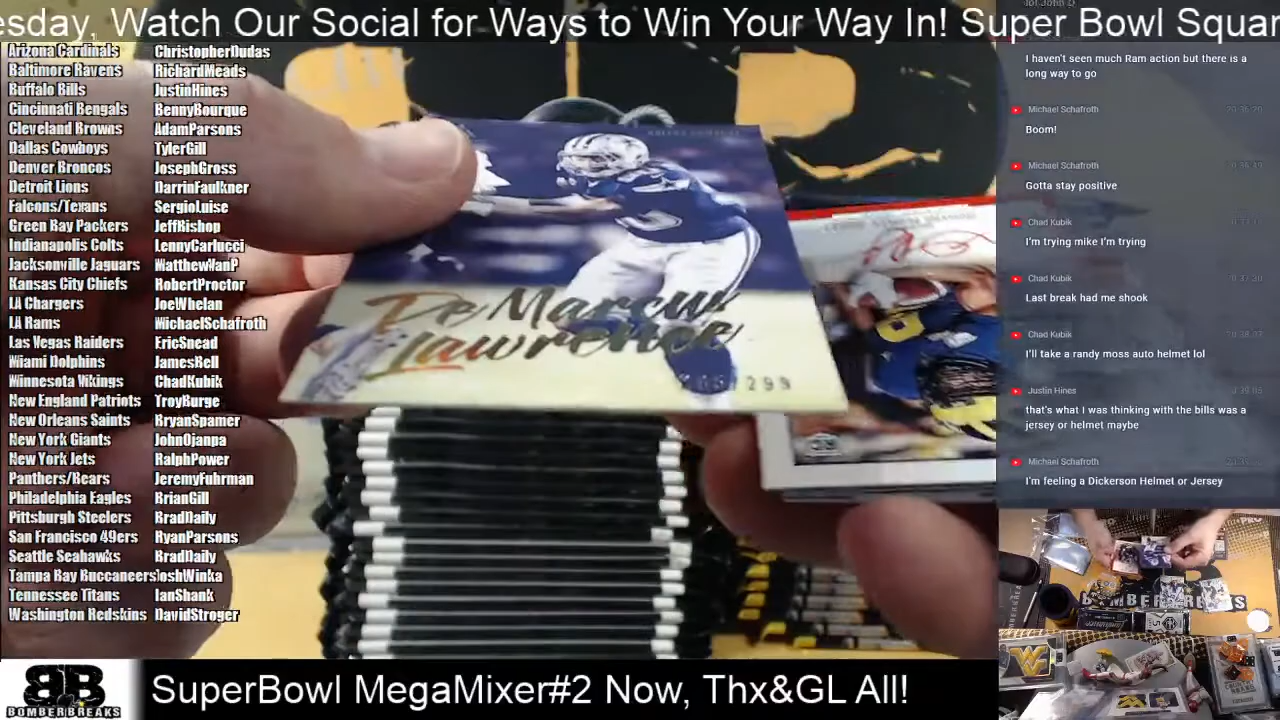 esday, Watch Our Social for Ways to Win Your Way In! Super Bowl Squar
Arizona Cardinals ChristopherDudas
Baltimore Ravens RichardMeads
Buffalo Bills JustinHines
Cincinnati Bengals BennyBourque
Cleveland Browns AdamParsons
Dallas Cowboys TylerGill
Denver Broncos JosephGross
Detroit Lions DarrinFaulkner
Falcons/Texans SergioLuise
Green Bay Packers JeffBishop
Indianapolis Colts LennyCarlucci
Jacksonville Jaguars MatthewVanP
Kansas City Chiefs RobertProctor
LA Chargers JoeWhelan
LA Rams MichaelSchafroth
Las Vegas Raiders EricSnead
Miami Dolphins JamesBell
Minnesota Vikings ChadKubik
New England Patriots TroyBurge
New Orleans Saints BryanSpamer
New York Giants JohnOjanpa
New York Jets RalphPower
Panthers/Bears JeremyFuhrman
Philadelphia Eagles BrianGill
Pittsburgh Steelers BradDaily
San Francisco 49ers RyanParsons
Seattle Seahawks BradDaily
Tampa Bay Buccaneers JoshWinka
Tennessee Titans IanShank
Washington Redskins DavidStroger
DeMarcus
Lawrence
/299
for John D
I haven't seen much Ram action but there is a
long way to go
Michael Schafroth
Boom!
Michael Schafroth
Gotta stay positive
Chad Kubik
I'm trying mike I'm trying
Chad Kubik
Last break had me shook
Chad Kubik
I'll take a randy moss auto helmet lol
Justin Hines
that's what I was thinking with the bills was a
jersey or helmet maybe
Michael Schafroth
I'm feeling a Dickerson Helmet or Jersey
BOMBERBREAKS
BB
BOMBERBREAKS
SuperBowl MegaMixer#2 Now, Thx&GL All!